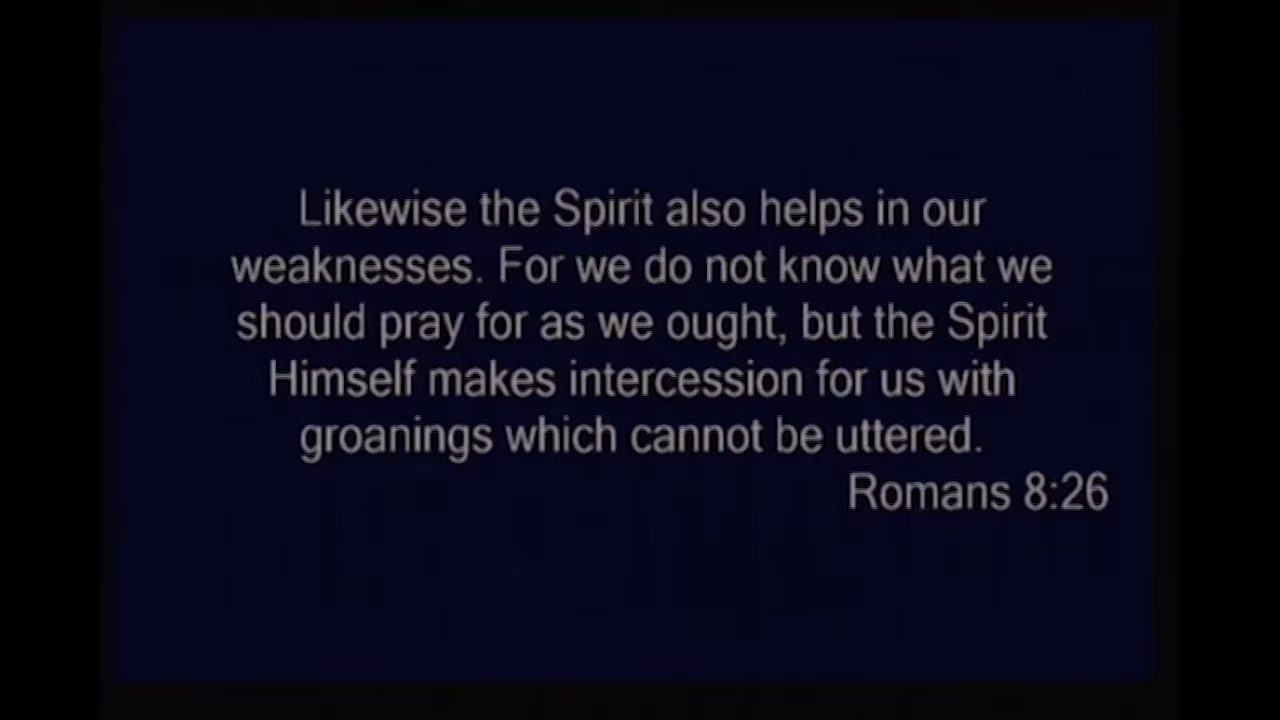 Likewise the Spirit also helps in our
weaknesses. For we do not know what we
should pray for as we ought, but the Spirit
Himself makes intercession for us with
groanings which cannot be uttered.
Romans 8:26